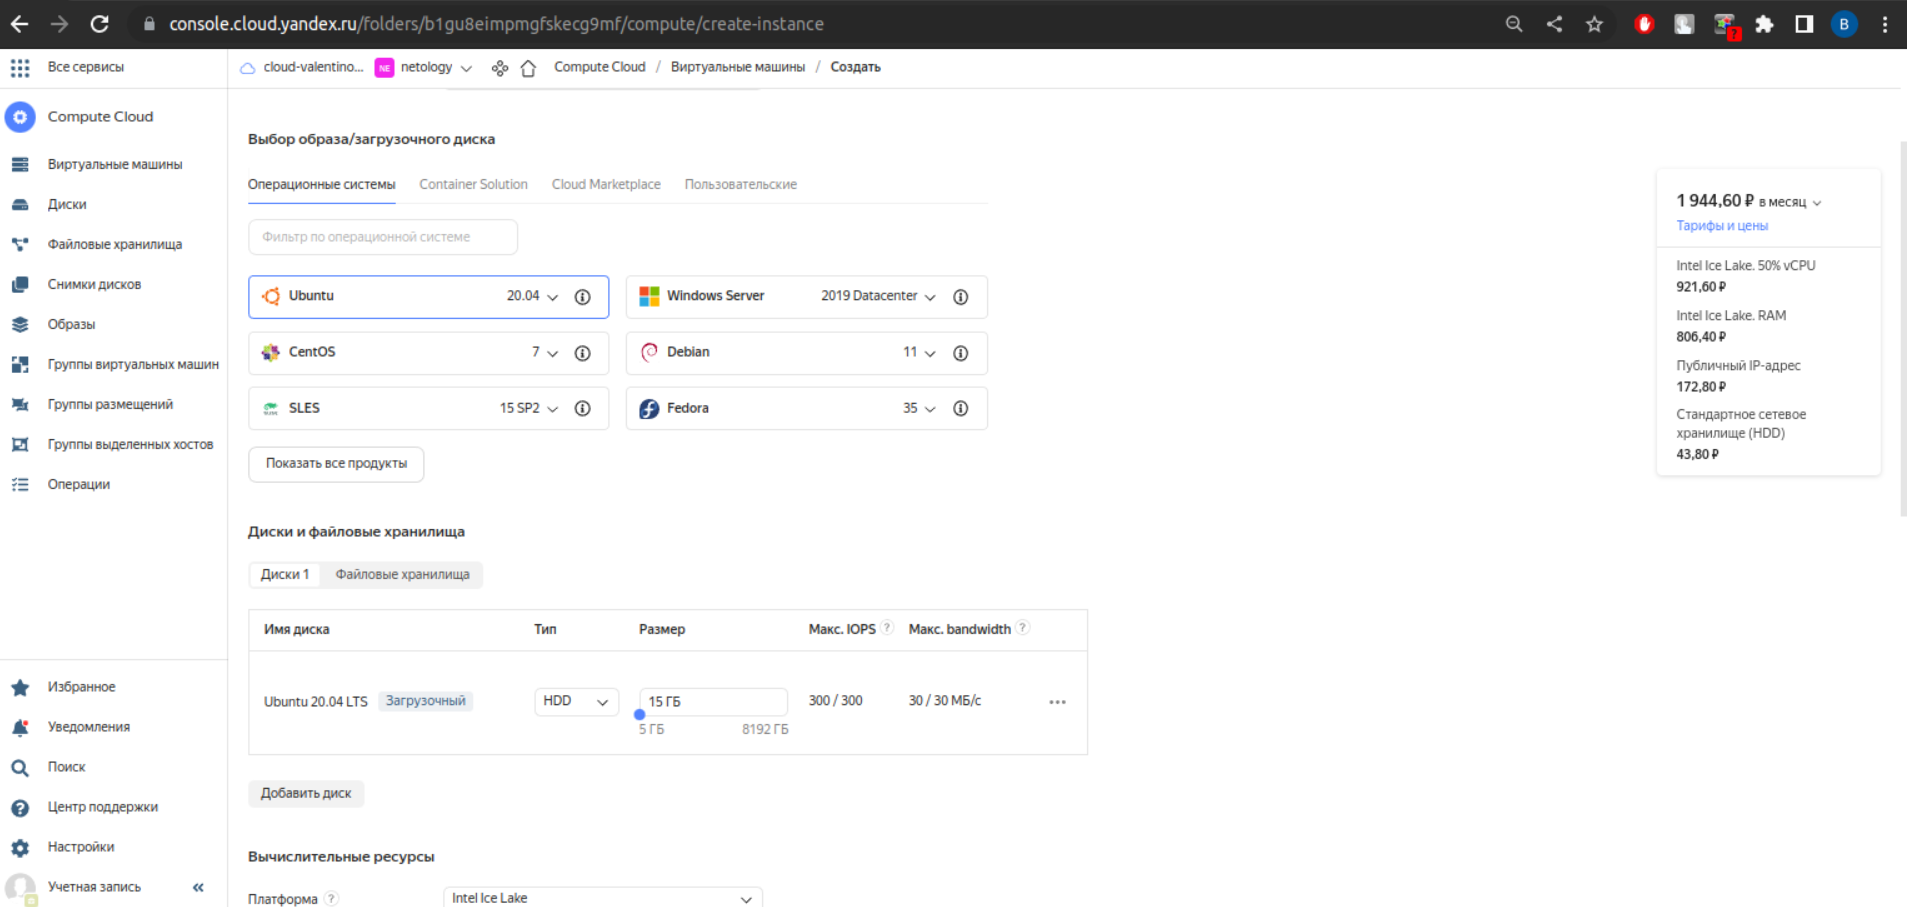 console.cloud.yandex.ru/folders/b1gu8eimpmgfskecg9mf/compute/create-instance
?
B
Все сервисы
cloud-valentino...
NE
netology
Compute Cloud / Виртуальные машины / Создать
Compute Cloud
Виртуальные машины
Диски
Файловые хранилища
Снимки дисков
Образы
Группы виртуальных машин
Группы размещений
Группы выделенных хостов
Операции
Избранное
Уведомления
Поиск
Центр поддержки
Настройки
Учетная запись
Выбор образа/загрузочного диска
Операционные системы Container Solution Cloud Marketplace Пользовательские
Фильтр по операционной системе
Ubuntu 20.04
Windows Server 2019 Datacenter
CentOS 7
Debian 11
SLES 15 SP2
Fedora 35
Показать все продукты
Диски и файловые хранилища
Диски 1 Файловые хранилища
Имя диска Тип Размер Макс. IOPS ? Макс. bandwidth ?
Ubuntu 20.04 LTS Загрузочный HDD 15 ГБ 300 / 300 30 / 30 МБ/с
5 ГБ 8192 ГБ
Добавить диск
Вычислительные ресурсы
Платформа ? Intel Ice Lake
1 944,60 ₽ в месяц
Тарифы и цены
Intel Ice Lake. 50% vCPU
921,60 ₽
Intel Ice Lake. RAM
806,40 ₽
Публичный IP-адрес
172,80 ₽
Стандартное сетевое
хранилище (HDD)
43,80 ₽